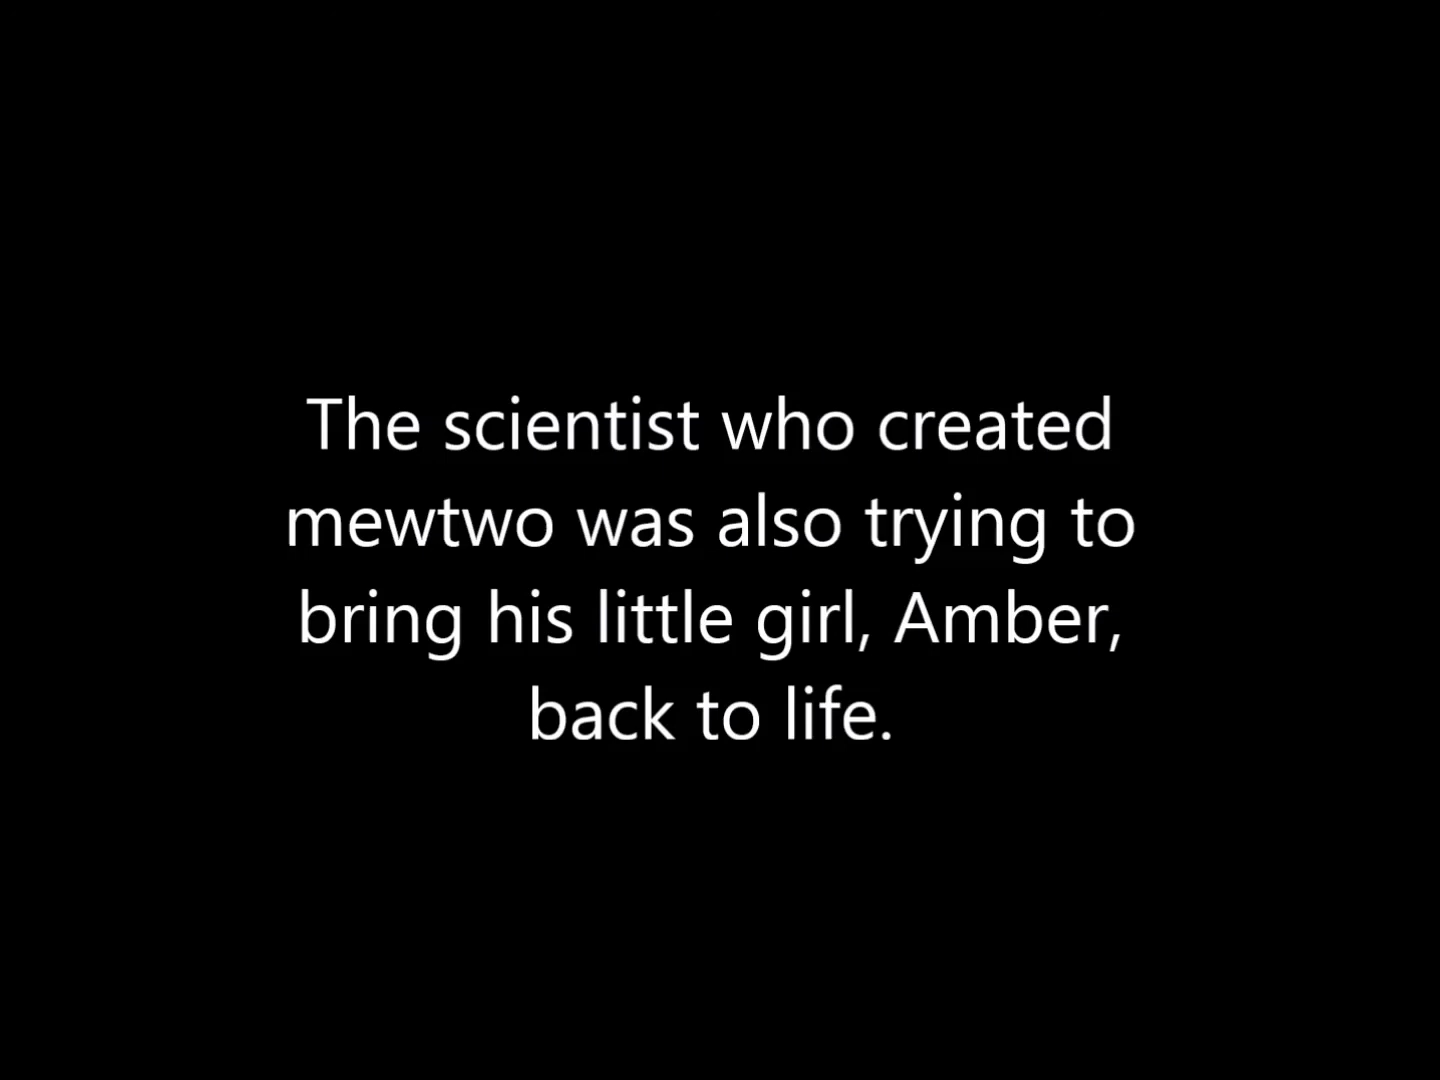 The scientist who created
mewtwo was also trying to
bring his little girl, Amber,
back to life.